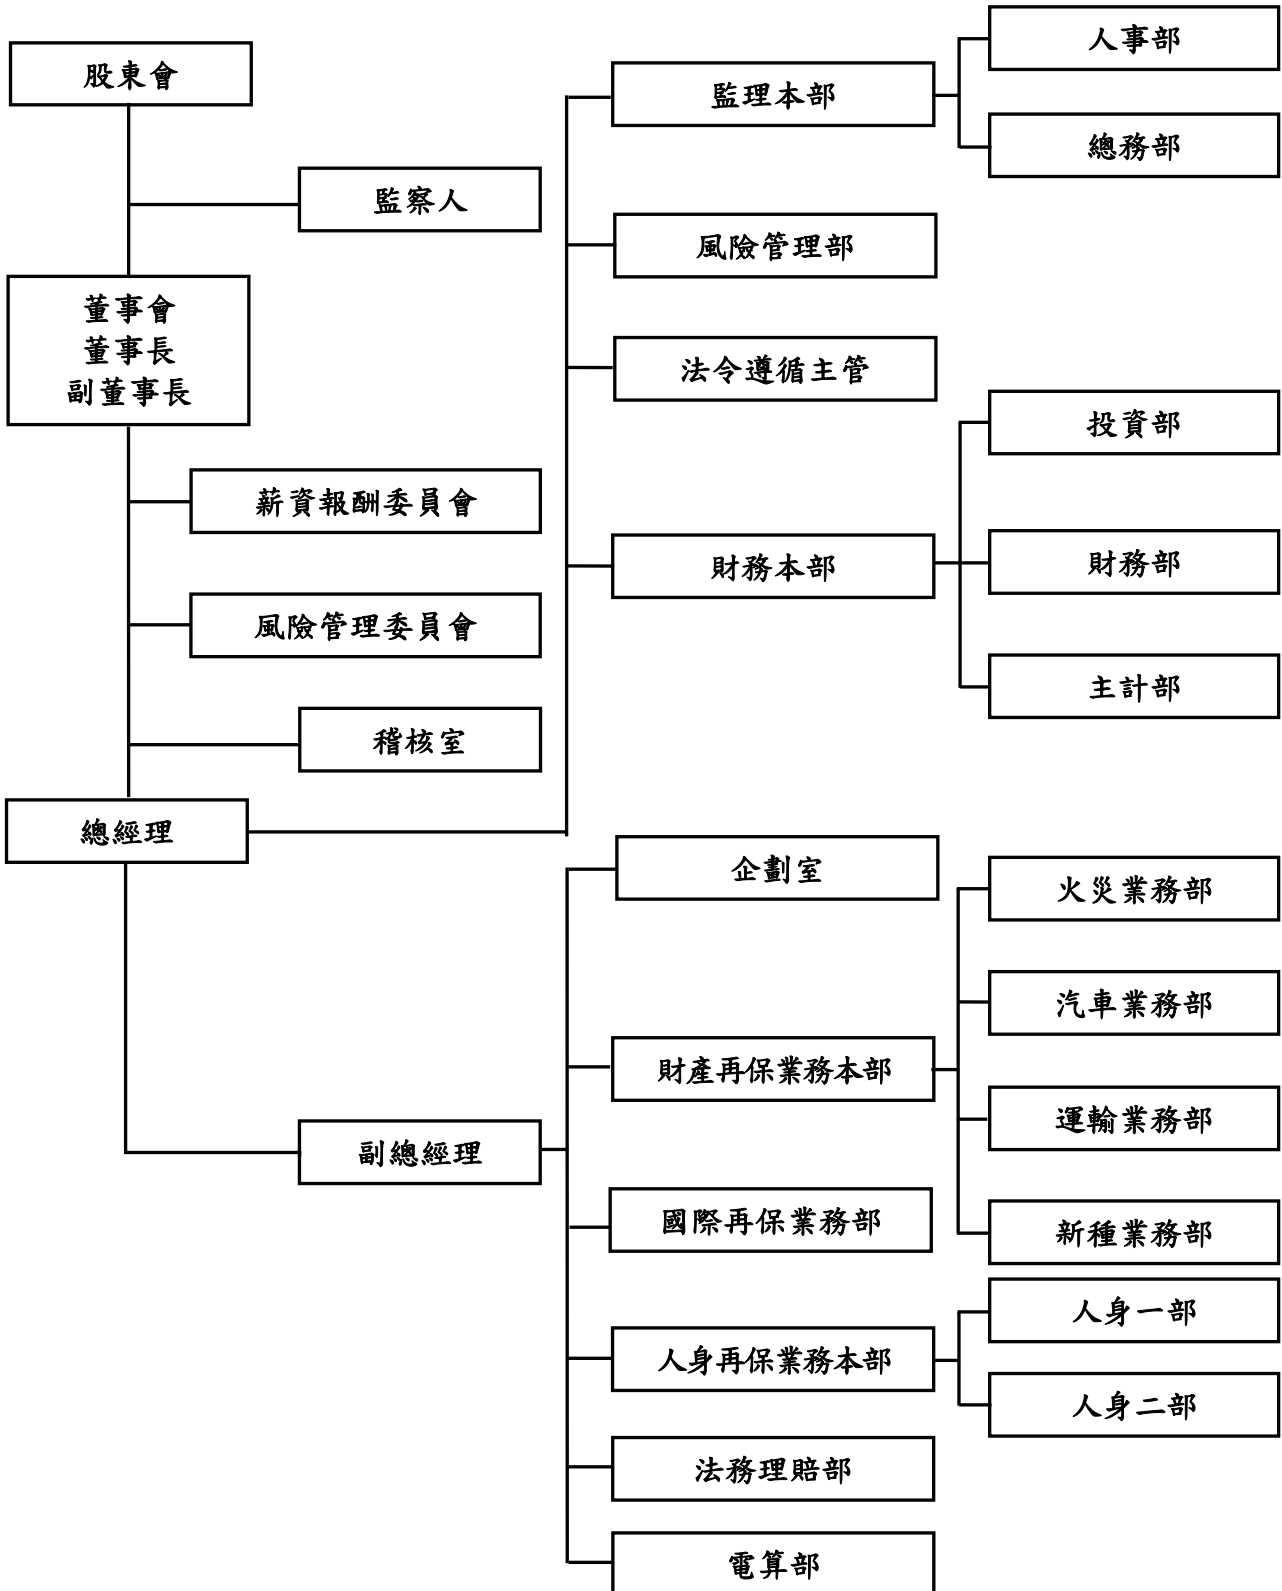 股東會
監察人
董事會
董事長
副董事長
薪資報酬委員會
風險管理委員會
稽核室
總經理
監理本部
人事部
總務部
風險管理部
法令遵循主管
財務本部
投資部
財務部
主計部
副總經理
企劃室
財產再保業務本部
火災業務部
汽車業務部
運輸業務部
新種業務部
國際再保業務部
人身再保業務本部
人身一部
人身二部
法務理賠部
電算部